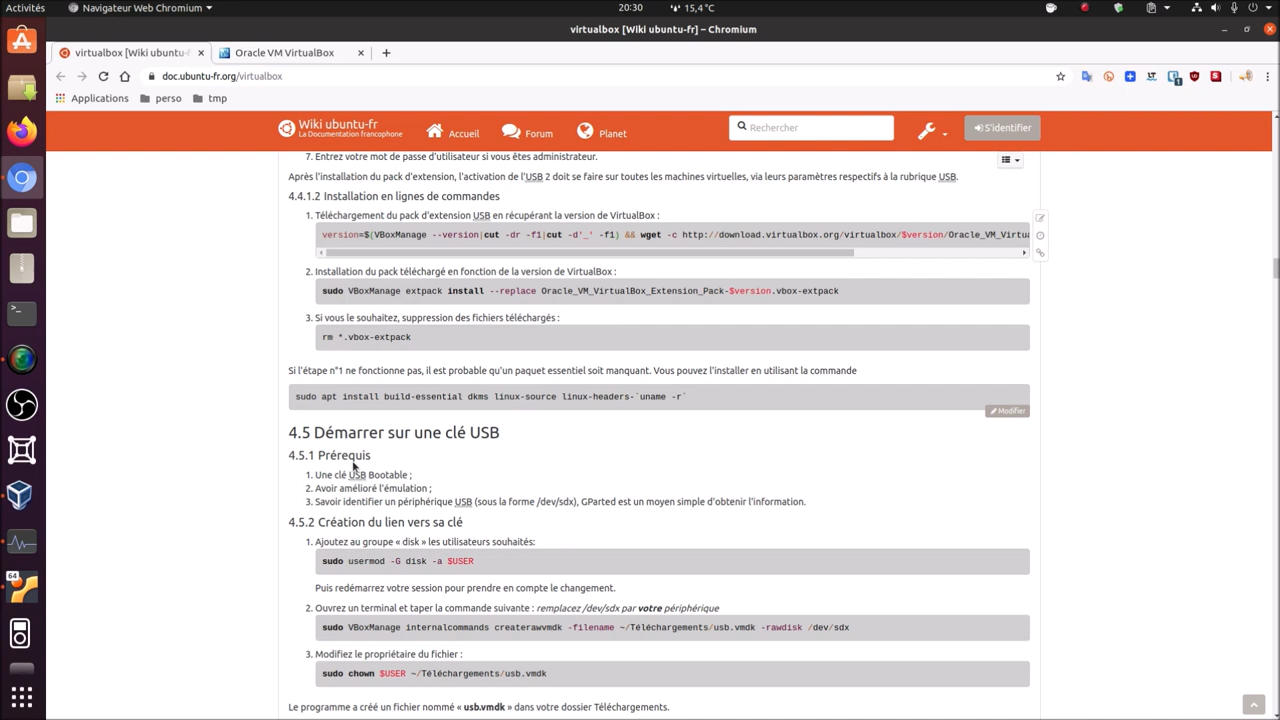 Activités
Navigateur Web Chromium
20:30
15,4 °C
virtualbox [Wiki ubuntu-fr] – Chromium
virtualbox [Wiki ubuntu-f
Oracle VM VirtualBox
doc.ubuntu-fr.org/virtualbox
Applications
perso
tmp
Wiki ubuntu-fr
La Documentation francophone
Accueil
Forum
Planet
Rechercher
S'identifier
7. Entrez votre mot de passe d'utilisateur si vous êtes administrateur.
Après l'installation du pack d'extension, l'activation de l'USB 2 doit se faire sur toutes les machines virtuelles, via leurs paramètres respectifs à la rubrique USB.
4.4.1.2 Installation en lignes de commandes
1. Téléchargement du pack d'extension USB en récupérant la version de VirtualBox :
version=$(VBoxManage --version|cut -dr -f1|cut -d'_' -f1) && wget -c http://download.virtualbox.org/virtualbox/$version/Oracle_VM_Virtua
2. Installation du pack téléchargé en fonction de la version de VirtualBox :
sudo VBoxManage extpack install --replace Oracle_VM_VirtualBox_Extension_Pack-$version.vbox-extpack
3. Si vous le souhaitez, suppression des fichiers téléchargés :
rm *.vbox-extpack
Si l'étape n°1 ne fonctionne pas, il est probable qu'un paquet essentiel soit manquant. Vous pouvez l'installer en utilisant la commande
sudo apt install build-essential dkms linux-source linux-headers-`uname -r`
Modifier
4.5 Démarrer sur une clé USB
4.5.1 Prérequis
1. Une clé USB Bootable ;
2. Avoir amélioré l'émulation ;
3. Savoir identifier un périphérique USB (sous la forme /dev/sdx), GParted est un moyen simple d'obtenir l'information.
4.5.2 Création du lien vers sa clé
1. Ajoutez au groupe « disk » les utilisateurs souhaités:
sudo usermod -G disk -a $USER
Puis redémarrez votre session pour prendre en compte le changement.
2. Ouvrez un terminal et taper la commande suivante : remplacez /dev/sdx par votre périphérique
sudo VBoxManage internalcommands createrawvmdk -filename ~/Téléchargements/usb.vmdk -rawdisk /dev/sdx
3. Modifiez le propriétaire du fichier :
sudo chown $USER ~/Téléchargements/usb.vmdk
Le programme a créé un fichier nommé « usb.vmdk » dans votre dossier Téléchargements.
64